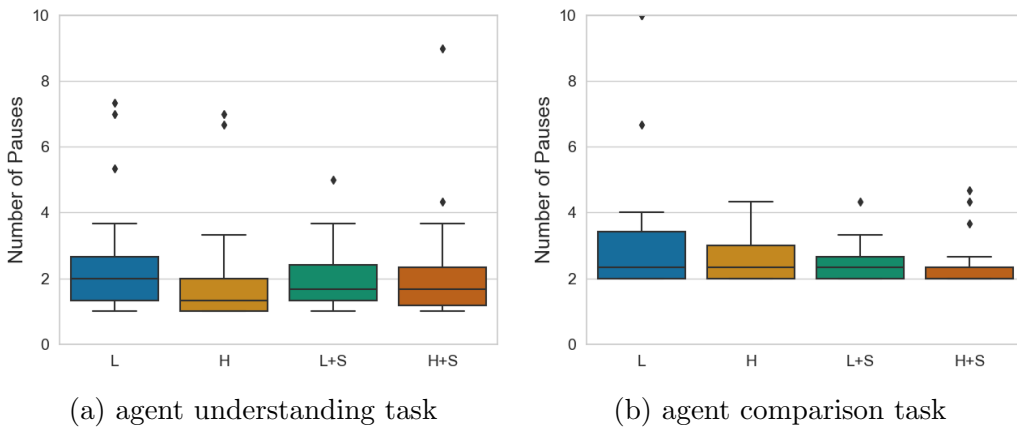 Number of Pauses
10
8
6
4
2
0
L H L+S H+S
(a) agent understanding task
Number of Pauses
10
8
6
4
2
0
L H L+S H+S
(b) agent comparison task